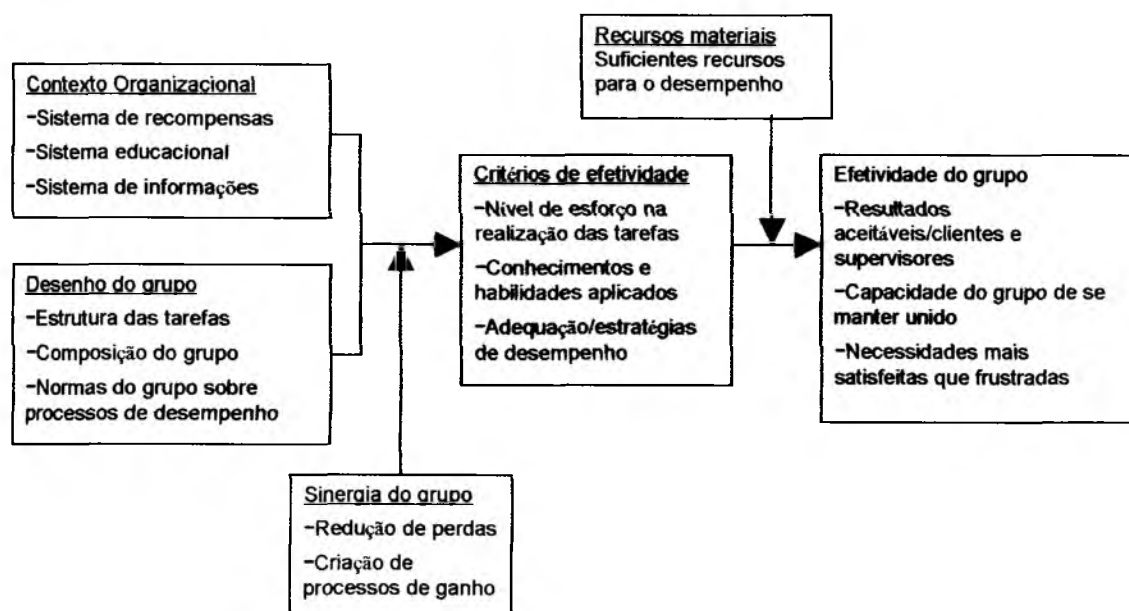 Recursos materiais
Suficientes recursos
para o desempenho
Contexto Organizacional
-Sistema de recompensas
-Sistema educacional
-Sistema de informações
Critérios de efetividade
-Nível de esforço na
realização das tarefas
-Conhecimentos e
habilidades aplicados
-Adequação/estratégias
de desempenho
Efetividade do grupo
-Resultados
aceitáveis/clientes e
supervisores
-Capacidade do grupo de se
manter unido
-Necessidades mais
satisfeitas que frustradas
Desenho do grupo
-Estrutura das tarefas
-Composição do grupo
-Normas do grupo sobre
processos de desempenho
Sinergia do grupo
-Redução de perdas
-Criação de
processos de ganho